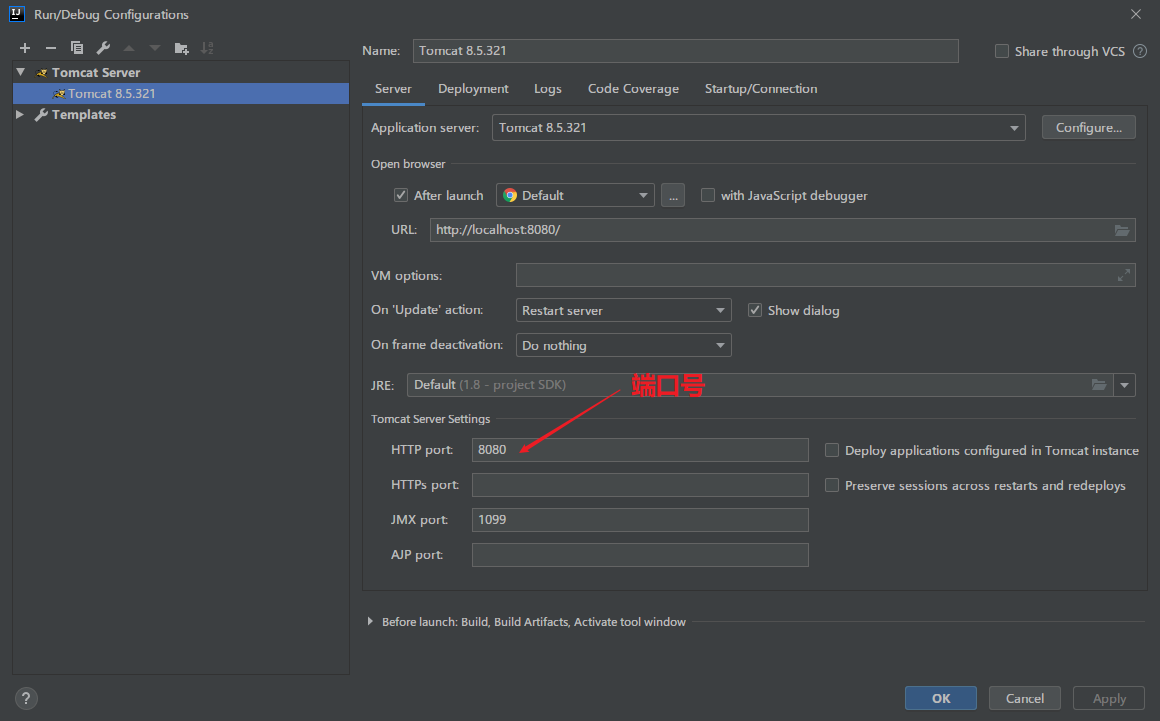 Run/Debug Configurations
Name: Tomcat 8.5.321 Share through VCS ?
Tomcat Server
Tomcat 8.5.321
Templates
Server Deployment Logs Code Coverage Startup/Connection
Application server: Tomcat 8.5.321 Configure...
Open browser
After launch Default ... with JavaScript debugger
URL: http://localhost:8080/
VM options:
On 'Update' action: Restart server Show dialog
On frame deactivation: Do nothing
JRE: Default (1.8 - project SDK) 端口号
Tomcat Server Settings
HTTP port: 8080 Deploy applications configured in Tomcat instance
HTTPs port: Preserve sessions across restarts and redeploys
JMX port: 1099
AJP port:
Before launch: Build, Build Artifacts, Activate tool window
? OK Cancel Apply